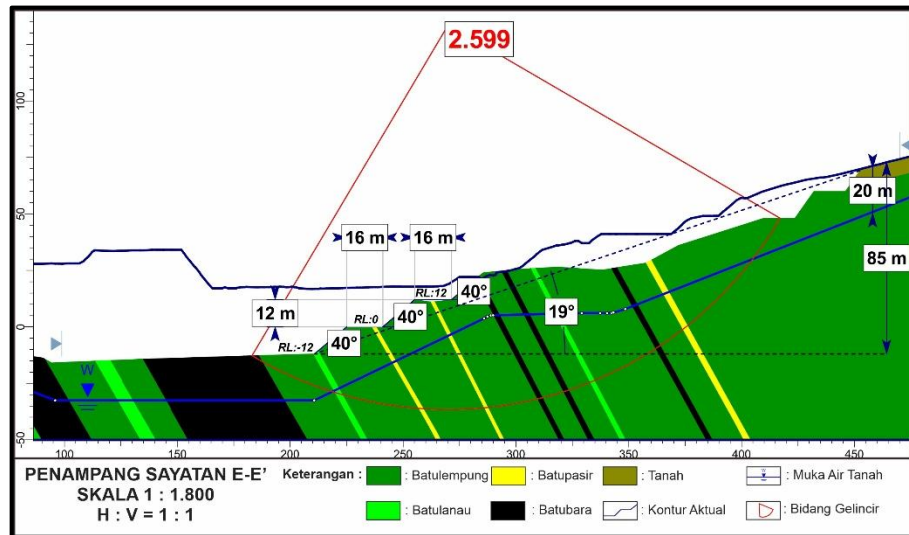 2.599
100
50
0
-50
20 m
85 m
16 m
16 m
12 m
RL:12
RL:0
RL:-12
40°
40°
40°
19°
W
100
150
200
250
300
350
400
450
PENAMPANG SAYATAN E-E'
SKALA 1 : 1.800
H : V = 1 : 1
Keterangan :
: Batulempung
: Batupasir
: Tanah
: Muka Air Tanah
: Batulanau
: Batubara
: Kontur Aktual
: Bidang Gelincir